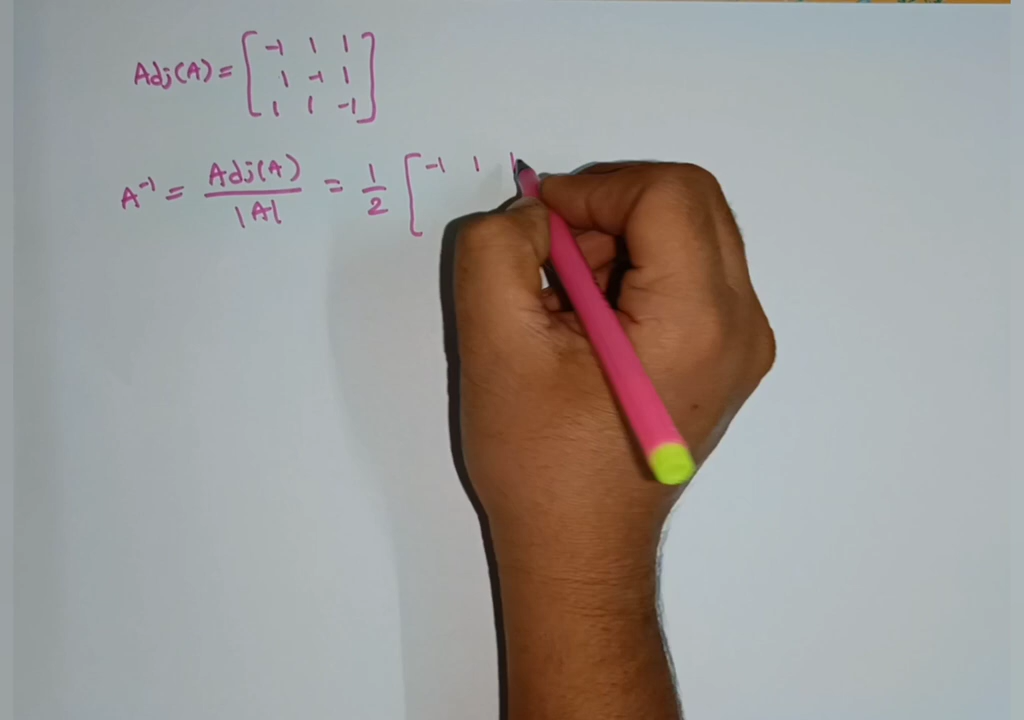 Adj(A) = [ -1 1 1
1 -1 1
1 1 -1 ]
A⁻¹ = Adj(A) / |A| = 1/2 [ -1 1 1